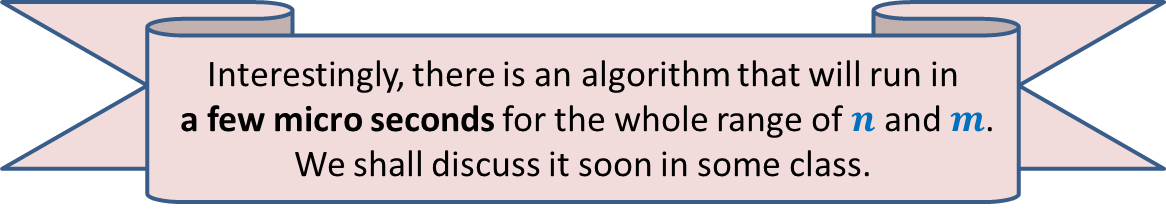 Interestingly, there is an algorithm that will run in
a few micro seconds for the whole range of n and m.
We shall discuss it soon in some class.